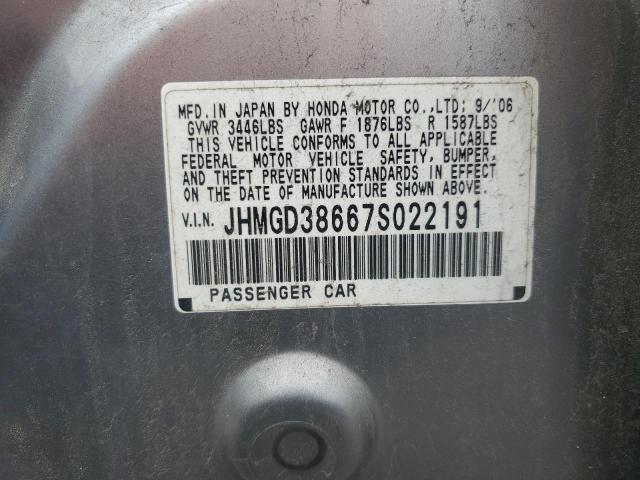 MFD. IN JAPAN BY HONDA MOTOR CO., LTD: 9/'06
GVWR 3446LBS GAWR F 1876LBS R 1587LBS
THIS VEHICLE CONFORMS TO ALL APPLICABLE
FEDERAL MOTOR VEHICLE SAFETY, BUMPER,
AND THEFT PREVENTION STANDARDS IN EFFECT
ON THE DATE OF MANUFACTURE SHOWN ABOVE.
V.I.N. JHMGD38667S022191
PASSENGER CAR